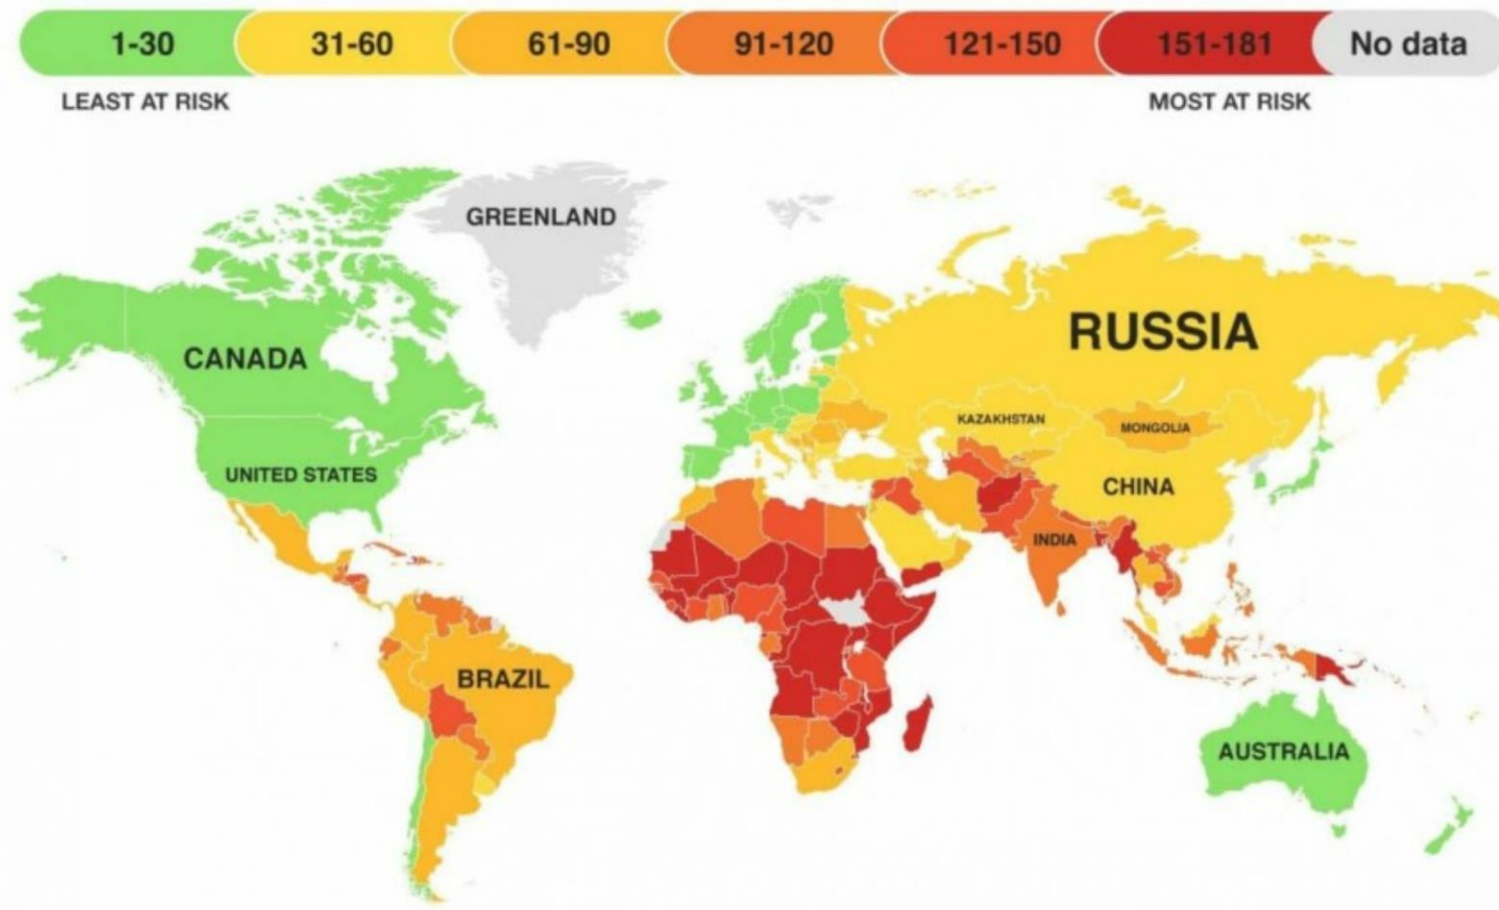 1-30 31-60 61-90 91-120 121-150 151-181 No data
LEAST AT RISK MOST AT RISK
GREENLAND
RUSSIA
CANADA
KAZAKHSTAN
MONGOLIA
UNITED STATES
CHINA
INDIA
BRAZIL
AUSTRALIA